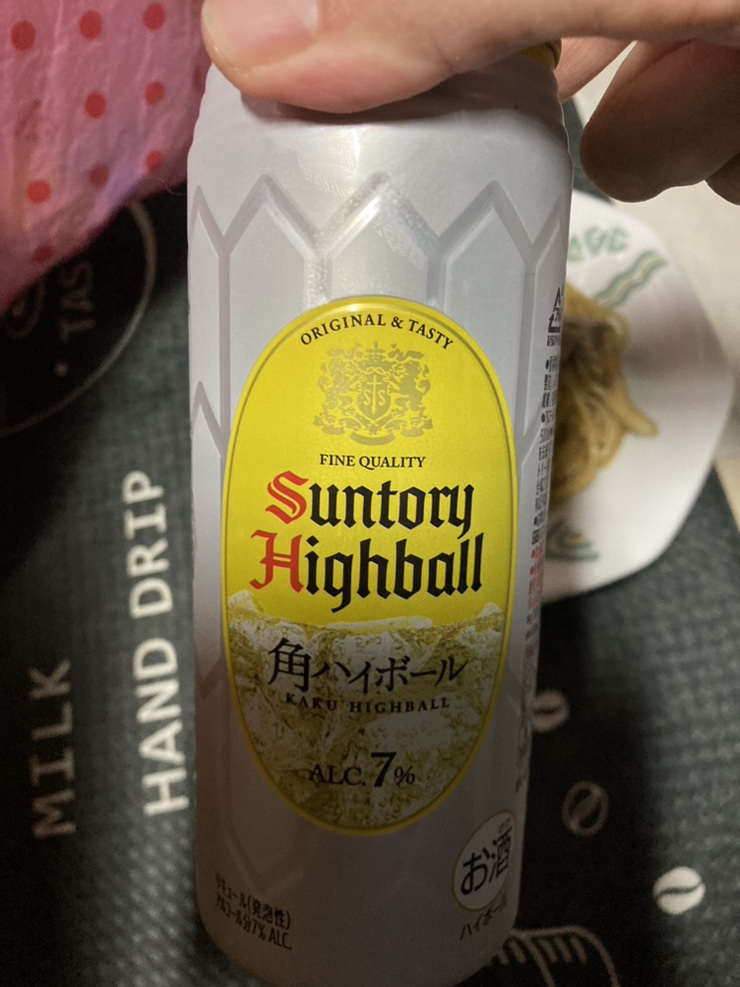 ORIGINAL & TASTY
FINE QUALITY
Suntory
Highball
角ハイボール
KAKU HIGHBALL
ALC. 7%
お酒
ハイボール
リキュール(発泡性)
アルコール分7% ALC.
MILK
HAND DRIP
TAS